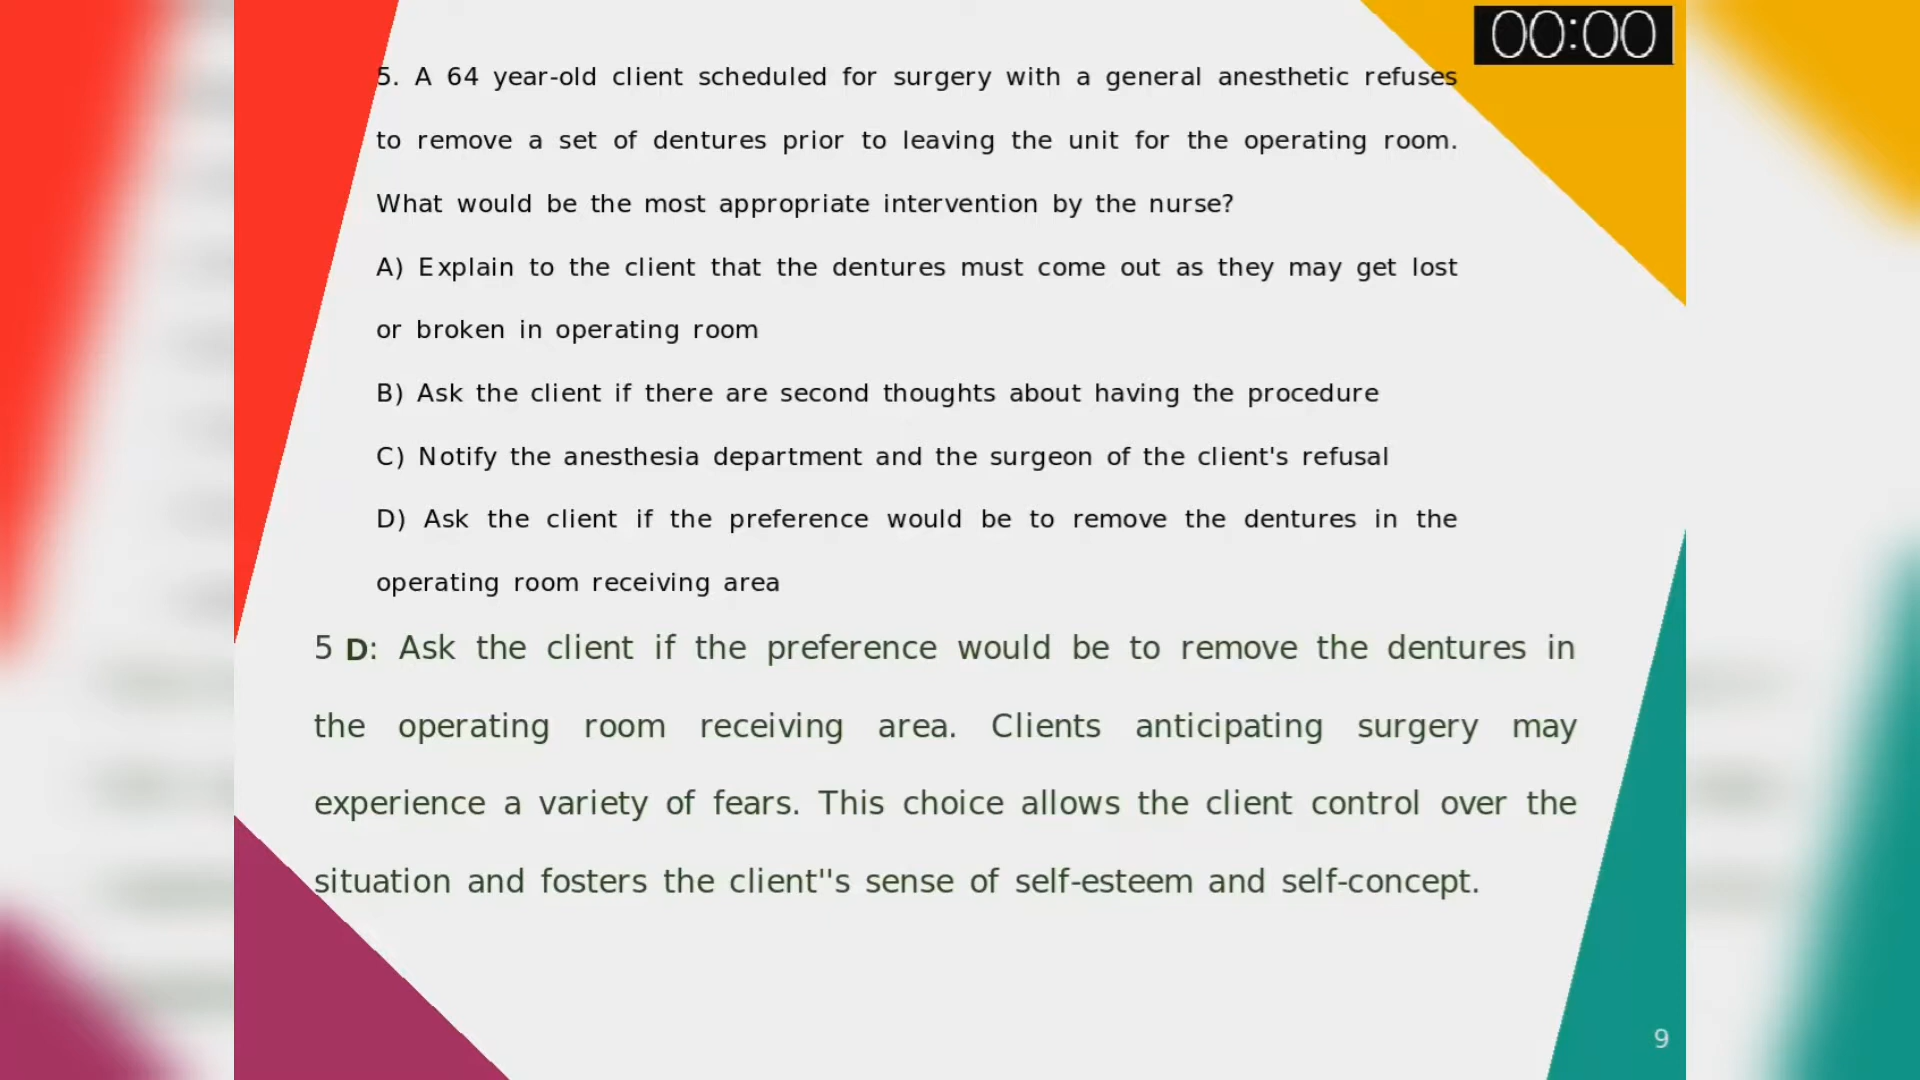 00:00
5. A 64 year-old client scheduled for surgery with a general anesthetic refuses
to remove a set of dentures prior to leaving the unit for the operating room.
What would be the most appropriate intervention by the nurse?
A) Explain to the client that the dentures must come out as they may get lost
or broken in operating room
B) Ask the client if there are second thoughts about having the procedure
C) Notify the anesthesia department and the surgeon of the client's refusal
D) Ask the client if the preference would be to remove the dentures in the
operating room receiving area
5 D: Ask the client if the preference would be to remove the dentures in
the operating room receiving area. Clients anticipating surgery may
experience a variety of fears. This choice allows the client control over the
situation and fosters the client''s sense of self-esteem and self-concept.
9